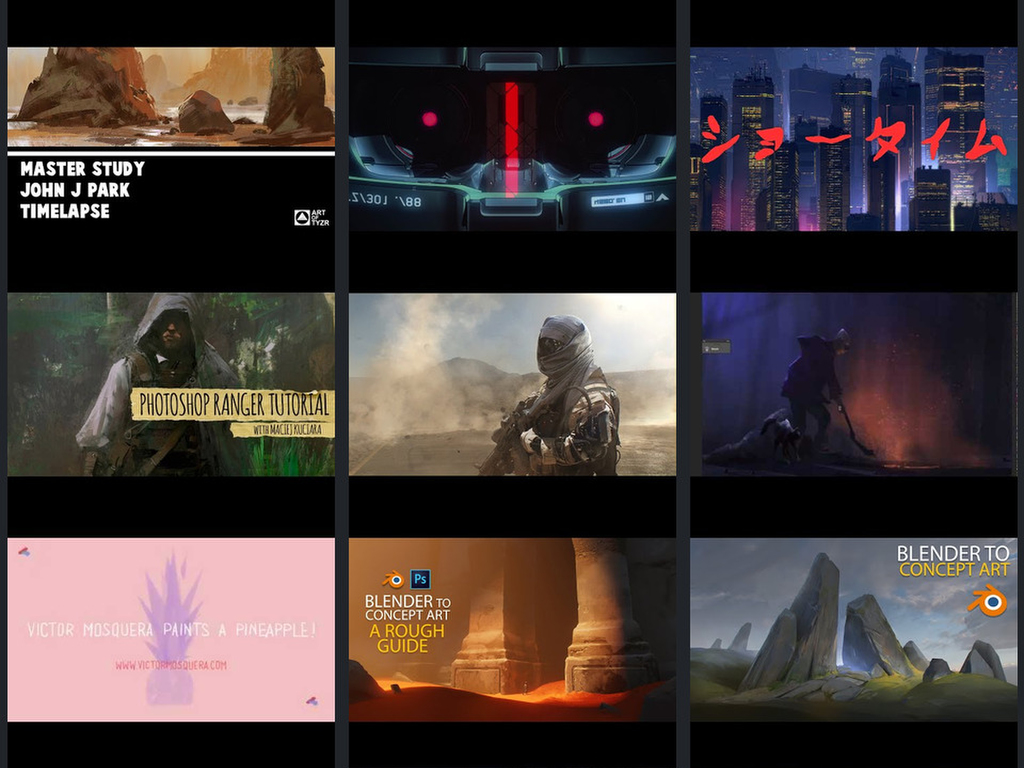 MASTER STUDY
JOHN J PARK
TIMELAPSE
ART
OF
TYZR
ショータイム
PHOTOSHOP RANGER TUTORIAL
WITH MACIEJ KUCIARA
VICTOR MOSQUERA PAINTS A PINEAPPLE!
WWW.VICTORMOSQUERA.COM
Ps
BLENDER TO
CONCEPT ART
A ROUGH
GUIDE
BLENDER TO
CONCEPT ART